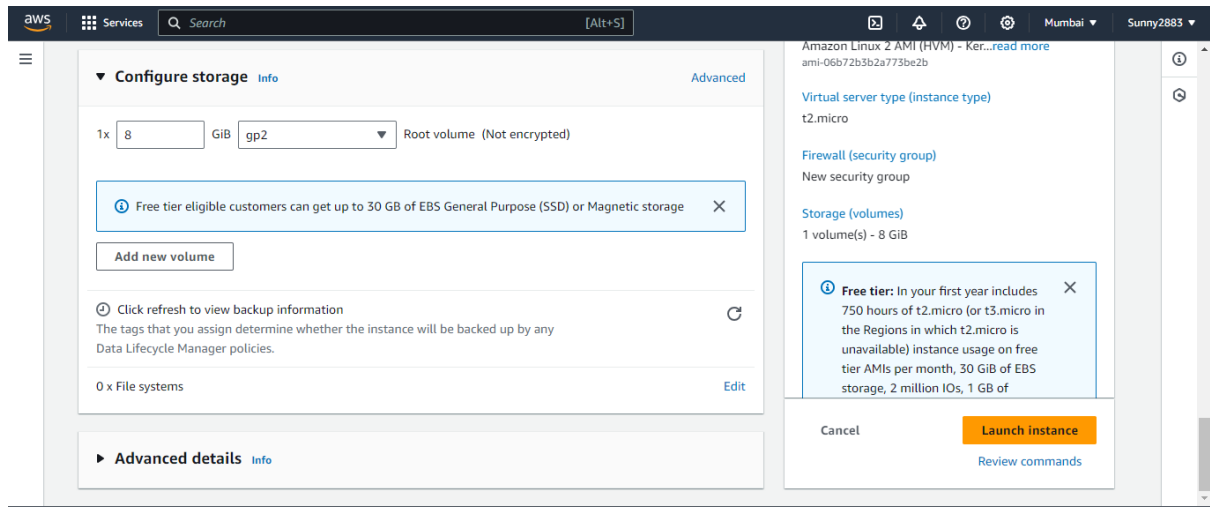 aws Services Search [Alt+S] Mumbai Sunny2883
Configure storage Info Advanced
1x 8 GiB gp2 Root volume (Not encrypted)
Free tier eligible customers can get up to 30 GB of EBS General Purpose (SSD) or Magnetic storage
Add new volume
Click refresh to view backup information
The tags that you assign determine whether the instance will be backed up by any
Data Lifecycle Manager policies.
0 x File systems Edit
Advanced details Info
Amazon Linux 2 AMI (HVM) - Ker...read more
ami-06b72b3b2a773be2b
Virtual server type (instance type)
t2.micro
Firewall (security group)
New security group
Storage (volumes)
1 volume(s) - 8 GiB
Free tier: In your first year includes
750 hours of t2.micro (or t3.micro in
the Regions in which t2.micro is
unavailable) instance usage on free
tier AMIs per month, 30 GiB of EBS
storage, 2 million IOs, 1 GB of
Cancel Launch instance
Review commands